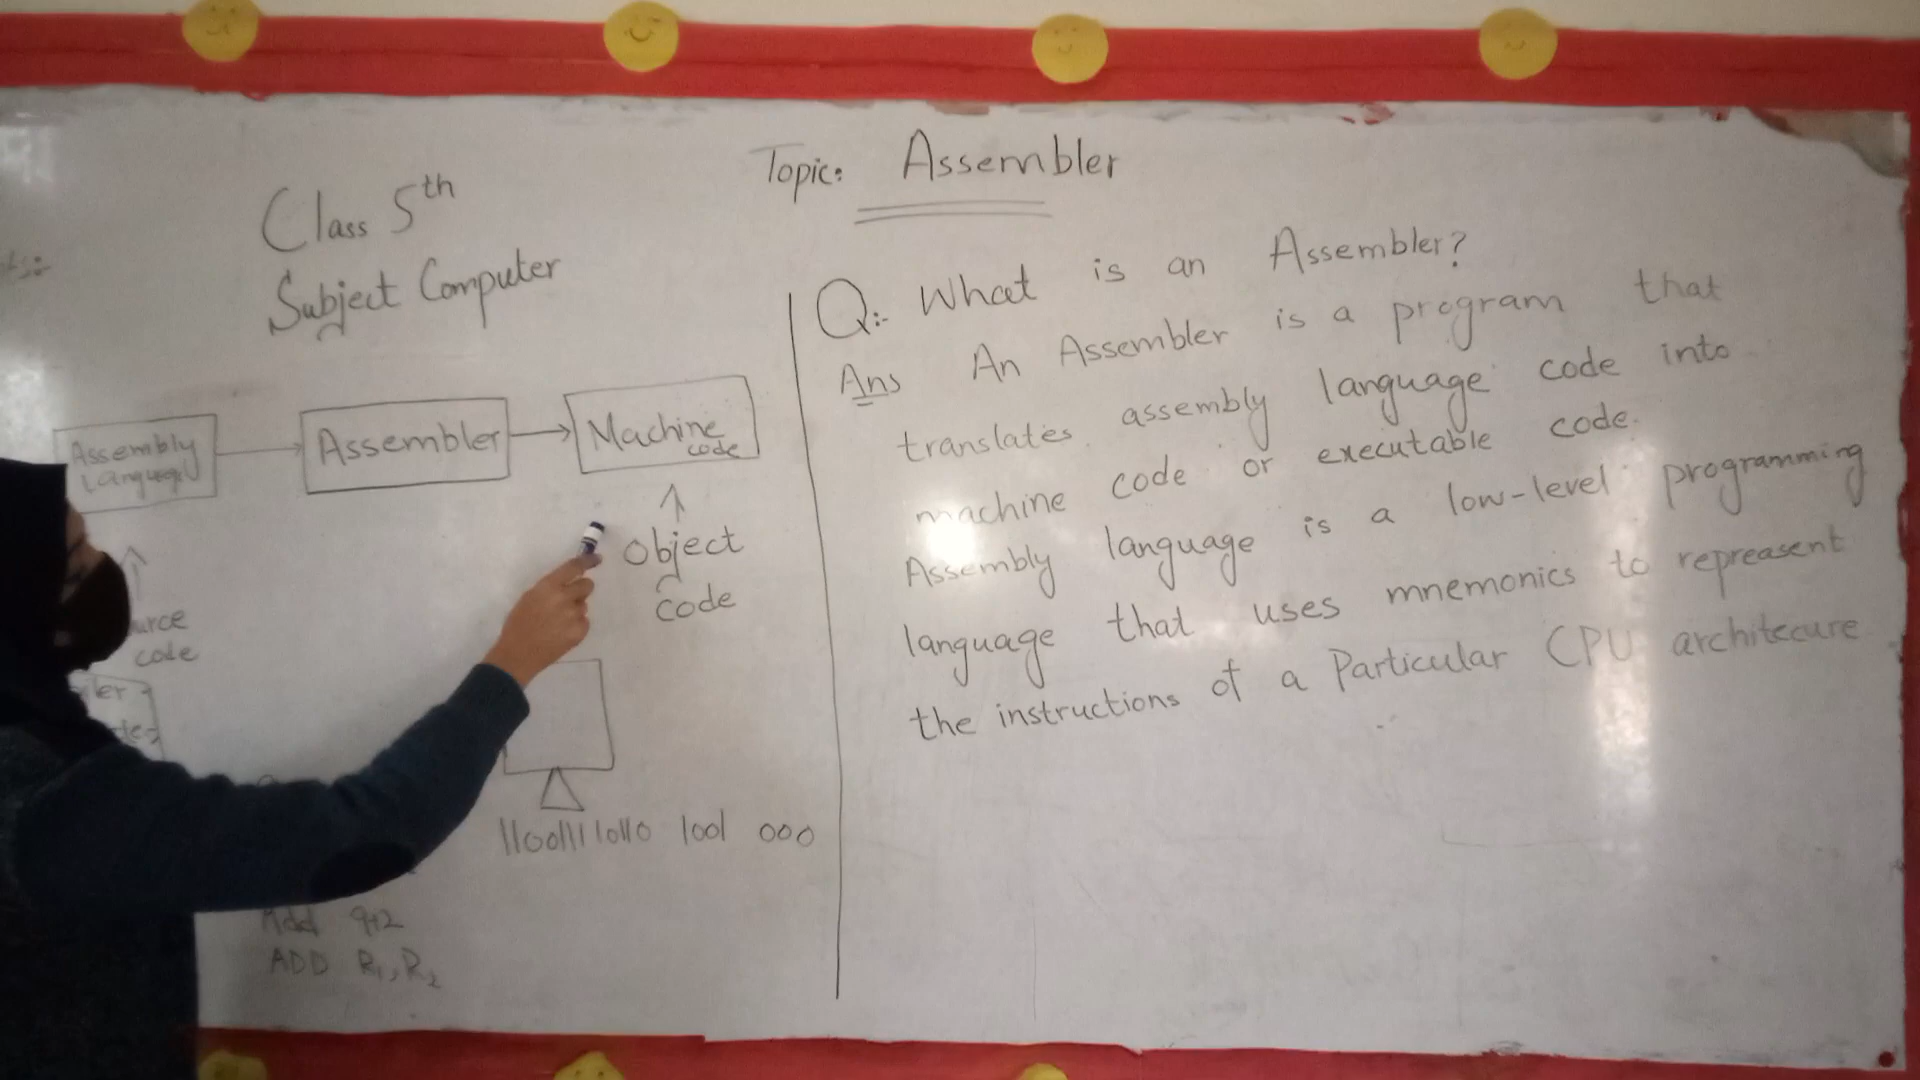 Topic: Assembler
Class 5th
Subject Computer
Assembly
Language
Assembler
Machine
code
Object
code
code
11001111010110 1001 000
Add 9+2
ADD R1, R2
Q:- What is an Assembler?
Ans An Assembler is a program that
translates assembly language code into
machine code or executable code.
Assembly language is a low-level programming
language that uses mnemonics to repreasent
the instructions of a Particular CPU architecure